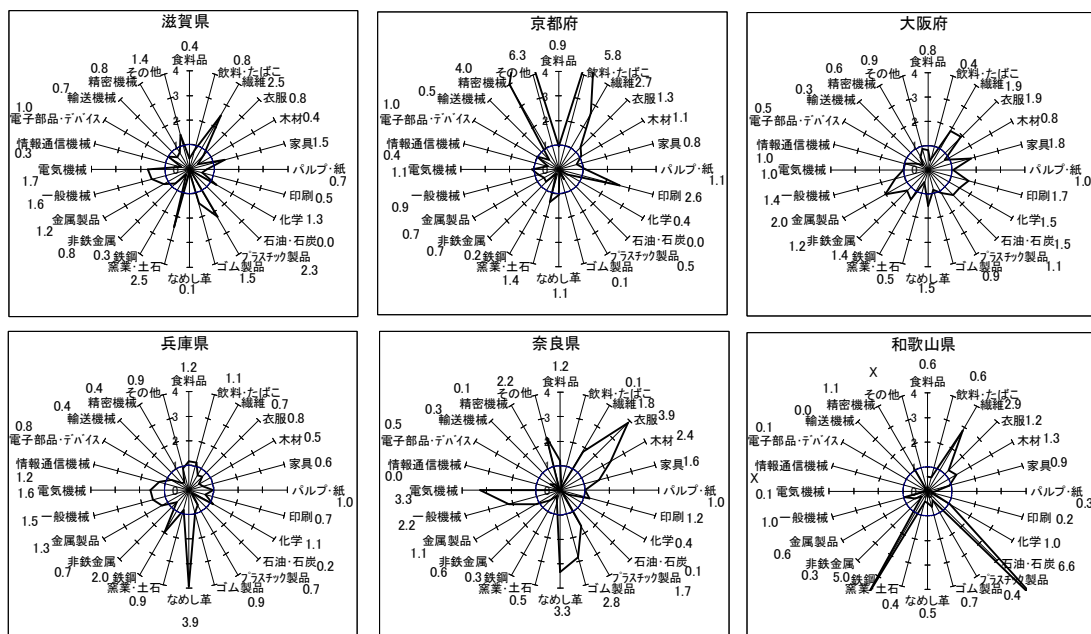 滋賀県
0.4
食料品
0.8
飲料・たばこ
繊維2.5
衣服0.8
木材0.4
家具1.5
パルプ・紙
0.7
印刷
0.5
化学
1.3
石油・石炭
0.0
プラスチック製品
2.3
ゴム製品
1.5
なめし革
0.1
窯業・土石
2.5
鉄鋼
0.3
非鉄金属
0.8
金属製品
1.2
一般機械
1.6
電気機械
1.7
情報通信機械
0.3
電子部品・デバイス
1.0
輸送機械
0.7
精密機械
0.8
その他
1.4
4
3
2
0
京都府
0.9
食料品
5.8
飲料・たばこ
繊維2.7
衣服1.3
木材1.1
家具0.8
パルプ・紙
1.1
印刷
2.6
化学
0.4
石油・石炭
0.0
プラスチック製品
0.5
ゴム製品
0.1
なめし革
1.1
窯業・土石
1.4
鉄鋼
0.2
非鉄金属
0.7
金属製品
0.7
一般機械
0.9
電気機械
1.1
情報通信機械
0.4
電子部品・デバイス
1.0
輸送機械
0.5
精密機械
4.0
その他
6.3
4
3
2
0
大阪府
0.8
食料品
0.4
飲料・たばこ
繊維1.9
衣服1.9
木材0.8
家具1.8
パルプ・紙
1.0
印刷1.7
化学
1.5
石油・石炭
1.5
プラスチック製品
1.1
ゴム製品
0.9
なめし革
1.5
窯業・土石
1.4
鉄鋼
1.4
非鉄金属
1.2
金属製品
2.0
一般機械
1.4
電気機械
1.0
情報通信機械
1.0
電子部品・デバイス
0.5
輸送機械
0.3
精密機械
0.6
その他
0.9
4
3
2
0
兵庫県
1.2
食料品
1.1
飲料・たばこ
繊維
0.7
衣服0.8
木材0.5
家具0.6
パルプ・紙
1.0
印刷
0.7
化学
1.1
石油・石炭
0.2
プラスチック製品
0.7
ゴム製品
0.9
なめし革
3.9
窯業・土石
0.9
鉄鋼
2.0
非鉄金属
0.7
金属製品
1.3
一般機械
1.5
電気機械
1.6
情報通信機械
1.2
電子部品・デバイス
0.8
輸送機械
0.4
精密機械
0.4
その他
0.9
4
3
2
0
奈良県
1.2
食料品
0.1
飲料・たばこ
繊維1.8
衣服3.9
木材2.4
家具1.6
パルプ・紙
1.0
印刷
1.2
化学
0.4
石油・石炭
0.1
プラスチック製品
1.7
ゴム製品
2.8
なめし革
3.3
窯業・土石
0.5
鉄鋼
0.3
非鉄金属
0.6
金属製品
1.1
一般機械
2.2
電気機械
3.3
情報通信機械
0.0
電子部品・デバイス
0.5
輸送機械
0.3
精密機械
0.1
その他
2.2
4
3
2
0
和歌山県
0.6
食料品
0.6
飲料・たばこ
繊維2.9
衣服1.2
木材1.3
家具0.9
パルプ・紙
0.3
印刷
0.2
化学
1.0
石油・石炭
6.6
プラスチック製品
0.4
ゴム製品
0.7
なめし革
0.5
窯業・土石
0.4
鉄鋼
5.0
非鉄金属
0.3
金属製品
0.6
一般機械
1.0
電気機械
0.1
情報通信機械
X
電子部品・デバイス
0.1
輸送機械
0.0
精密機械
1.1
その他
X
4
3
2
0